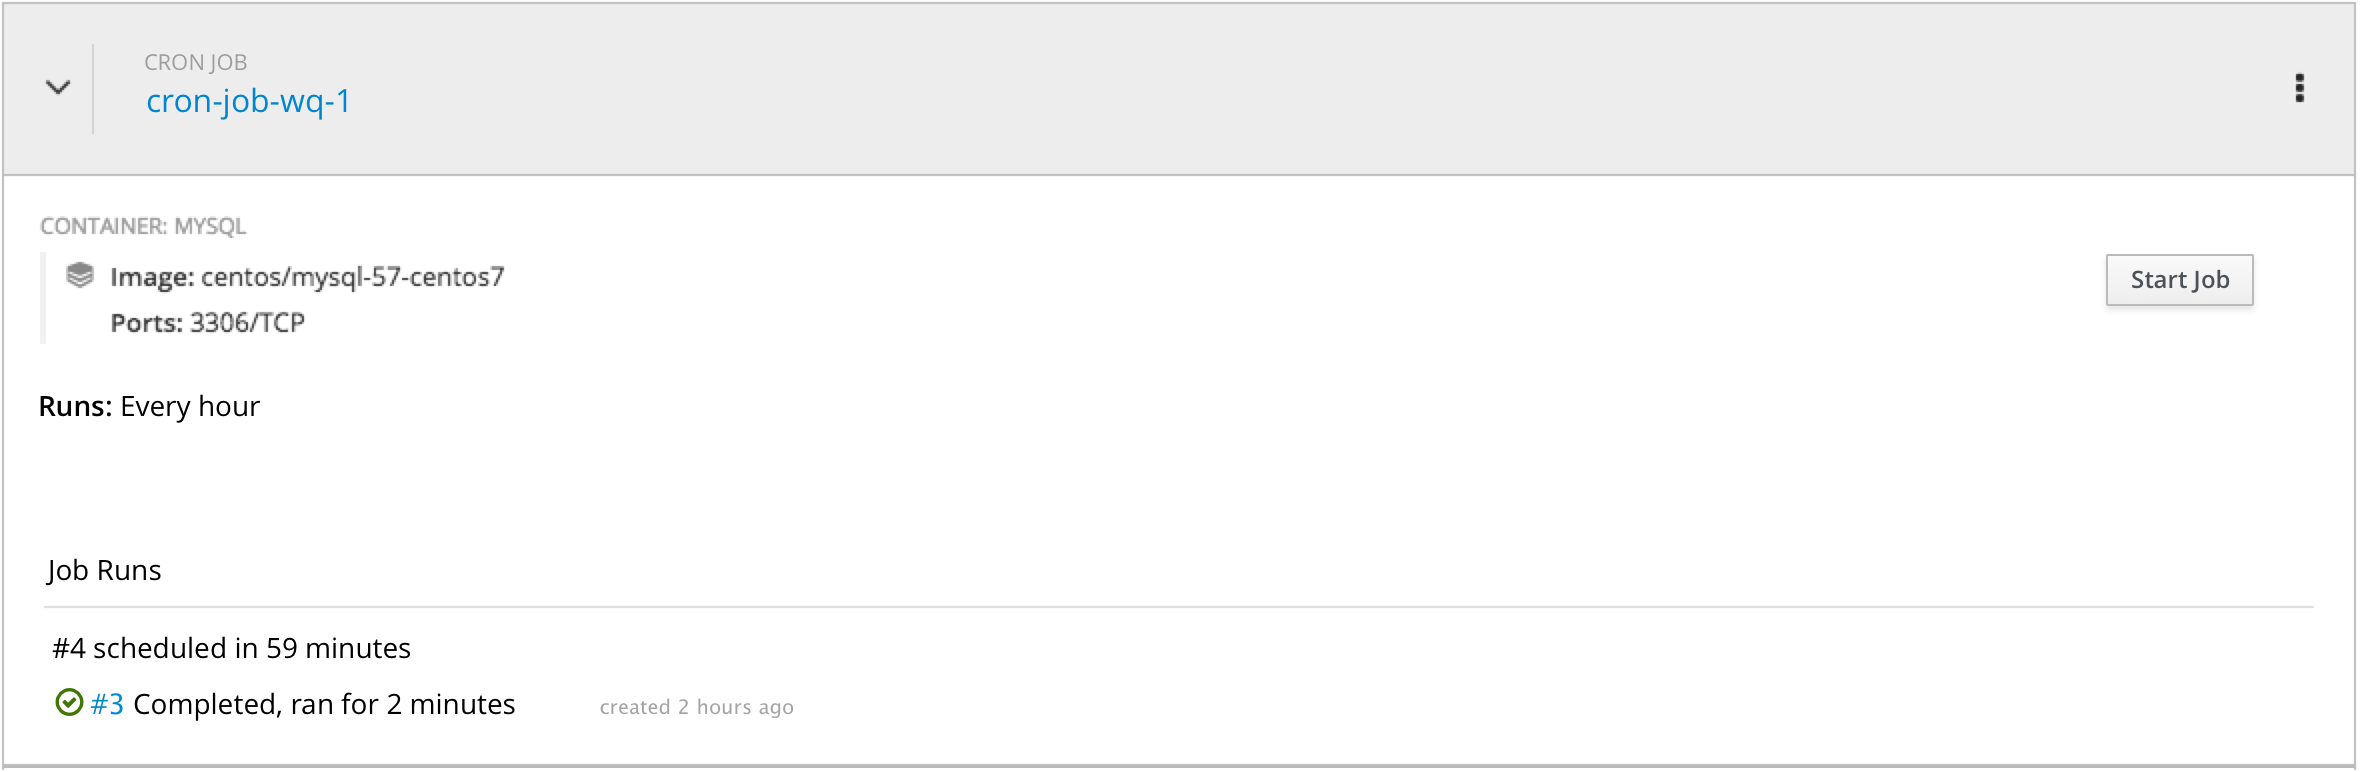 CRON JOB
cron-job-wq-1
CONTAINER: MYSQL
Image: centos/mysql-57-centos7
Start Job
Ports: 3306/TCP
Runs: Every hour
Job Runs
#4 scheduled in 59 minutes
#3 Completed, ran for 2 minutes created 2 hours ago